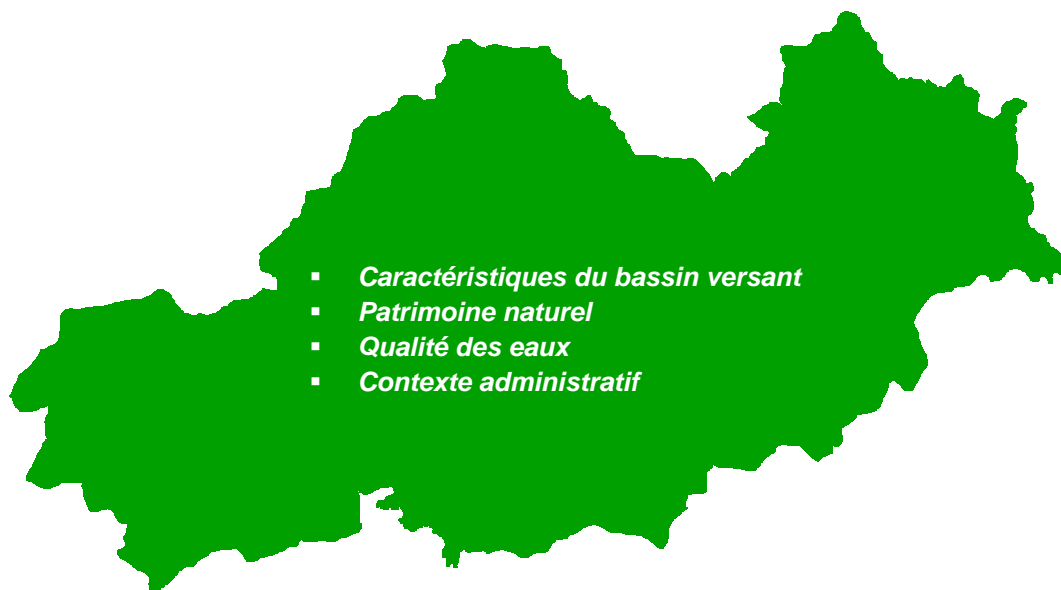 ▪ Caractéristiques du bassin versant
▪ Patrimoine naturel
▪ Qualité des eaux
▪ Contexte administratif